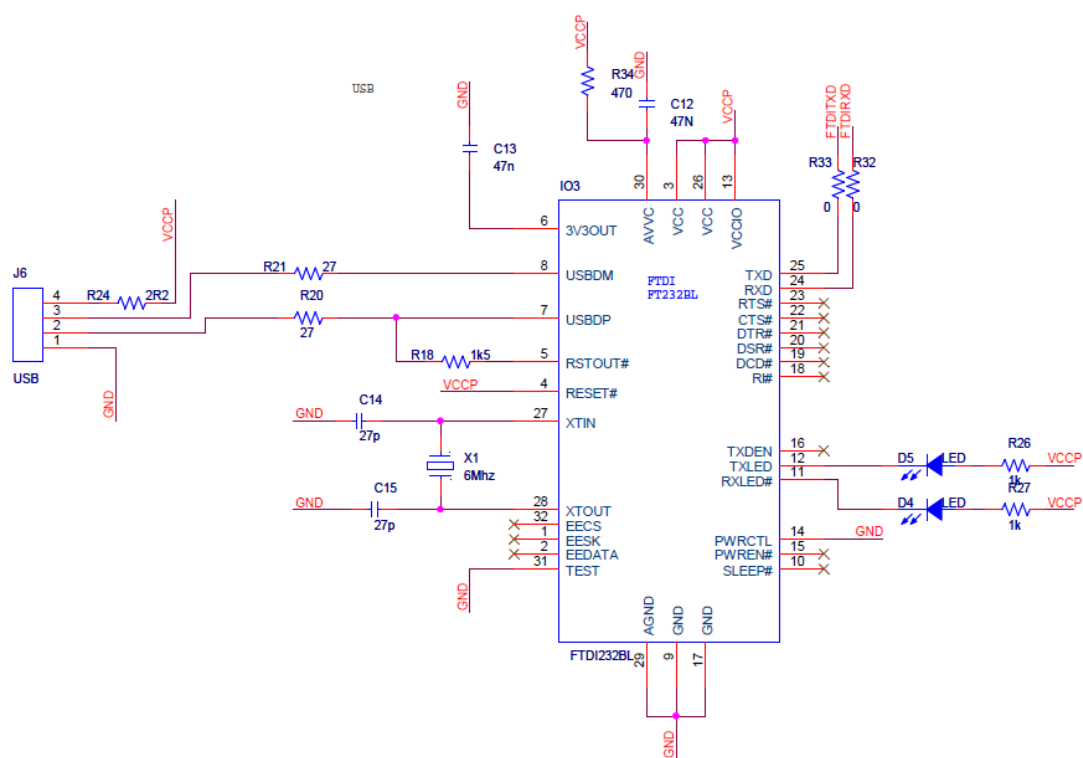 USB
VCCP
R34
470
GND
C12
47N
VCCP
FTDITXD
FTDIRXD
R33
R32
0
0
GND
C13
47n
IO3
30
3
26
13
AVVC
VCC
VCC
VCCIO
6
3V3OUT
VCCP
J6
4
3
2
1
USB
R24
2R2
GND
R21
27
8
USBDM
R20
27
7
USBDP
R18
1k5
5
RSTOUT#
VCCP
4
RESET#
FTDI
FT232BL
TXD
25
RXD
24
RTS#
23
CTS#
22
DTR#
21
DSR#
20
DCD#
19
RI#
18
GND
C14
27p
27
XTIN
X1
6Mhz
GND
C15
27p
28
XTOUT
32
EECS
1
EESK
2
EEDATA
31
TEST
GND
TXDEN
16
TXLED
12
RXLED#
11
D5
LED
R26
1k
VCCP
D4
LED
R27
1k
VCCP
PWRCTL
14
GND
PWREN#
15
SLEEP#
10
AGND
GND
GND
FTDI232BL
29
9
17
GND